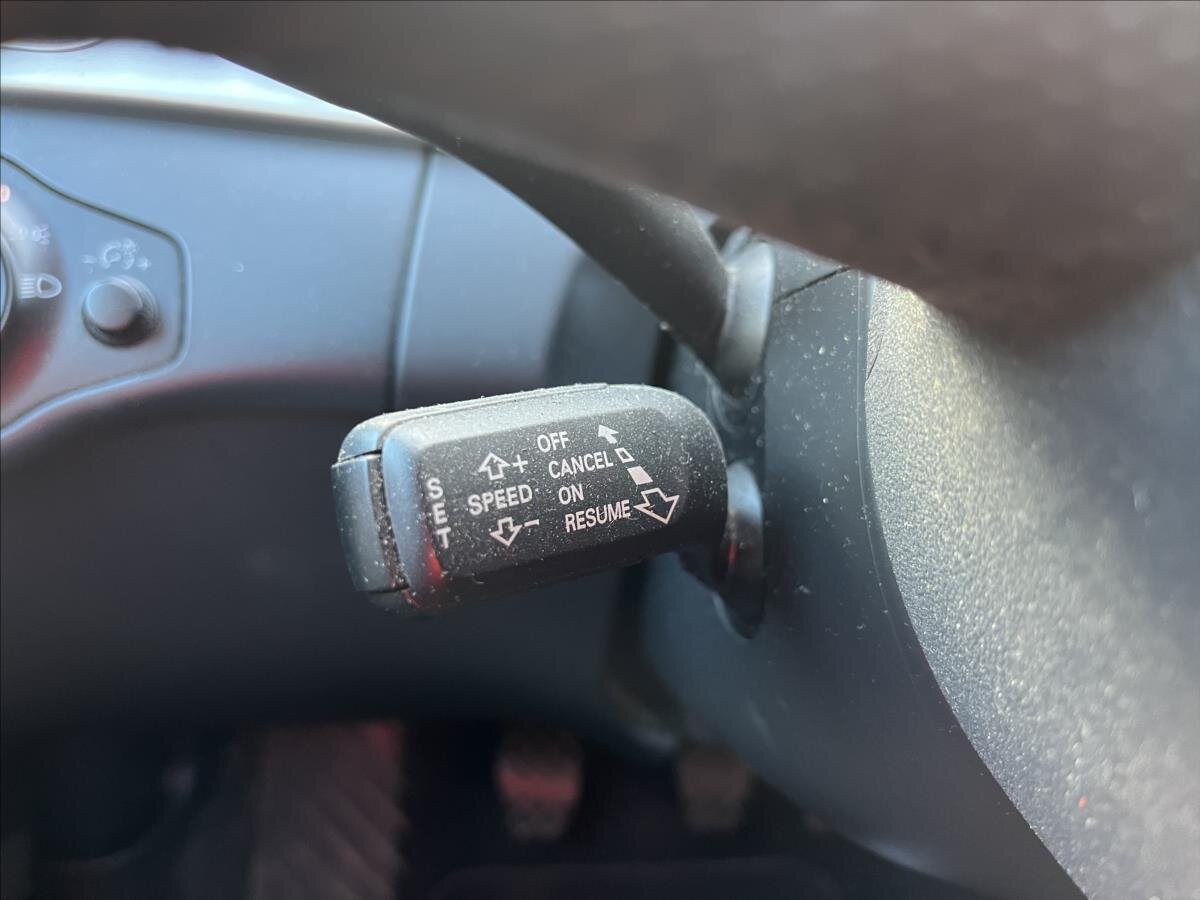 SET
+
SPEED
-
OFF
CANCEL
ON
RESUME